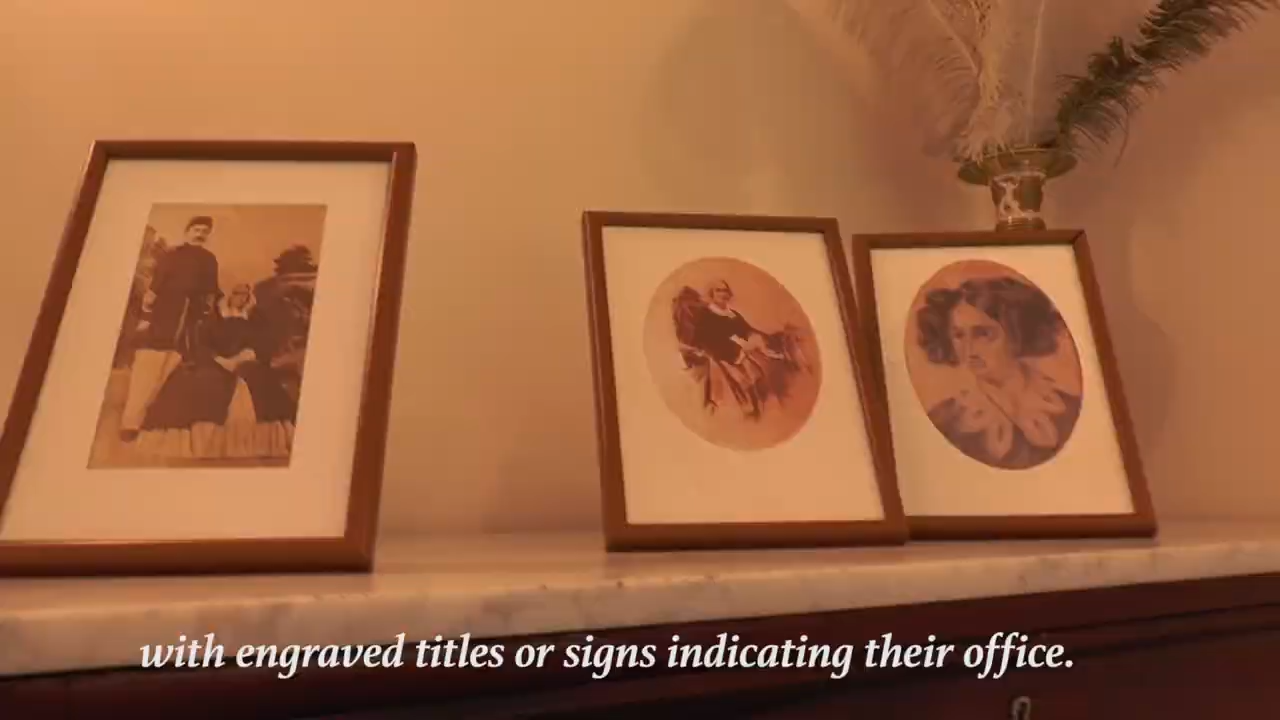 with engraved titles or signs indicating their office.